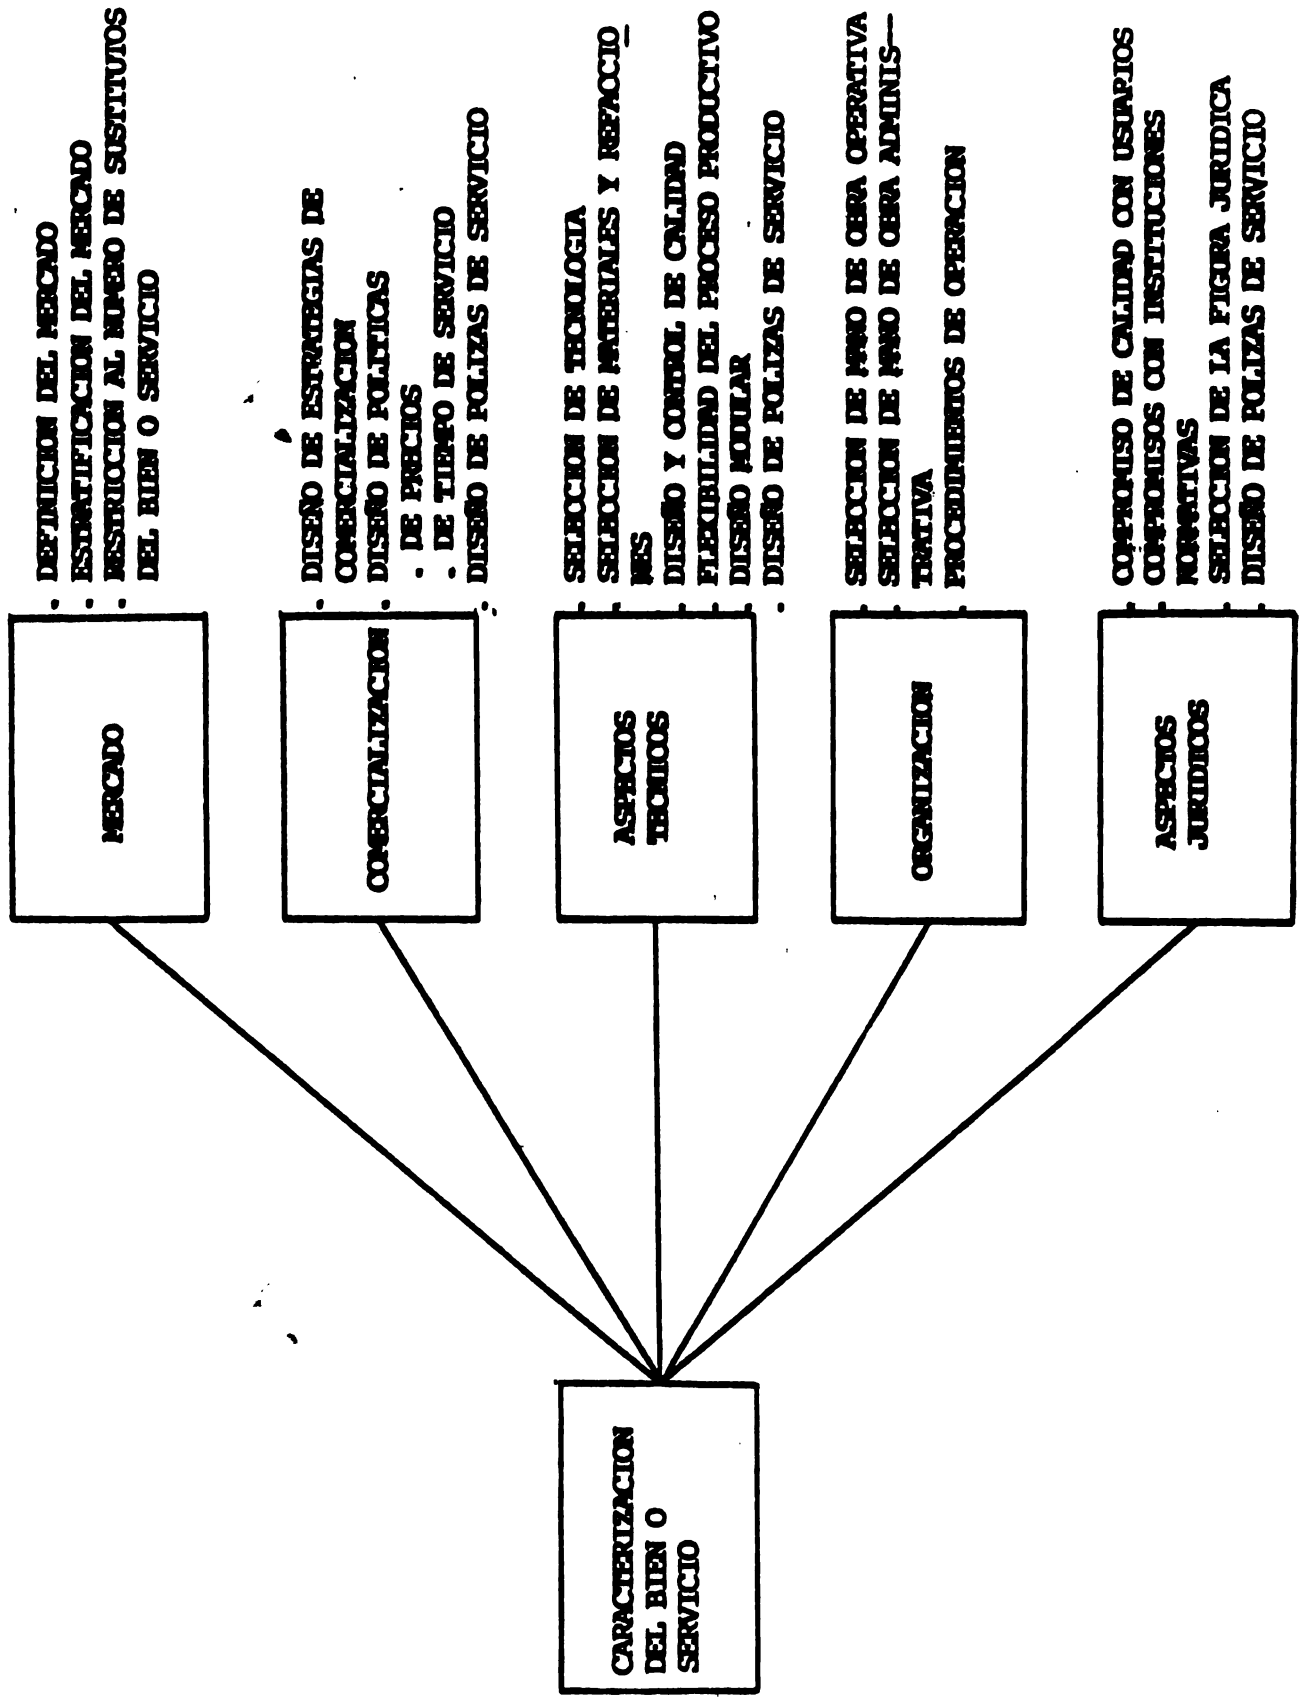 CARACTERIZACION
DEL BIEN O
SERVICIO
MERCADO
. DEFINICION DEL MERCADO
. ESTRATIFICACION DEL MERCADO
. RESTRICCION AL NUMERO DE SUSTITUTOS
DEL BIEN O SERVICIO
COMERCIALIZACION
. DISEÑO DE ESTRATEGIAS DE
COMERCIALIZACION
. DISEÑO DE POLITICAS
. DE PRECIOS
. DE TIEMPO DE SERVICIO
. DISEÑO DE POLIZAS DE SERVICIO
ASPECTOS
TECNICOS
. SELECCION DE TECNOLOGIA
. SELECCION DE MATERIALES Y REFACCIO_
NES
. DISEÑO Y CONTROL DE CALIDAD
. FLEXIBILIDAD DEL PROCESO PRODUCTIVO
. DISEÑO MODULAR
. DISEÑO DE POLIZAS DE SERVICIO
ORGANIZACION
. SELECCION DE MANO DE OBRA OPERATIVA
. SELECCION DE MANO DE OBRA ADMINIS—
TRATIVA
. PROCEDIMIENTOS DE OPERACION
ASPECTOS
JURIDICOS
. COMPROMISO DE CALIDAD CON USUARIOS
. COMPROMISOS CON INSTITUCIONES
NORMATIVAS
. SELECCION DE LA FIGURA JURIDICA
. DISEÑO DE POLIZAS DE SERVICIO